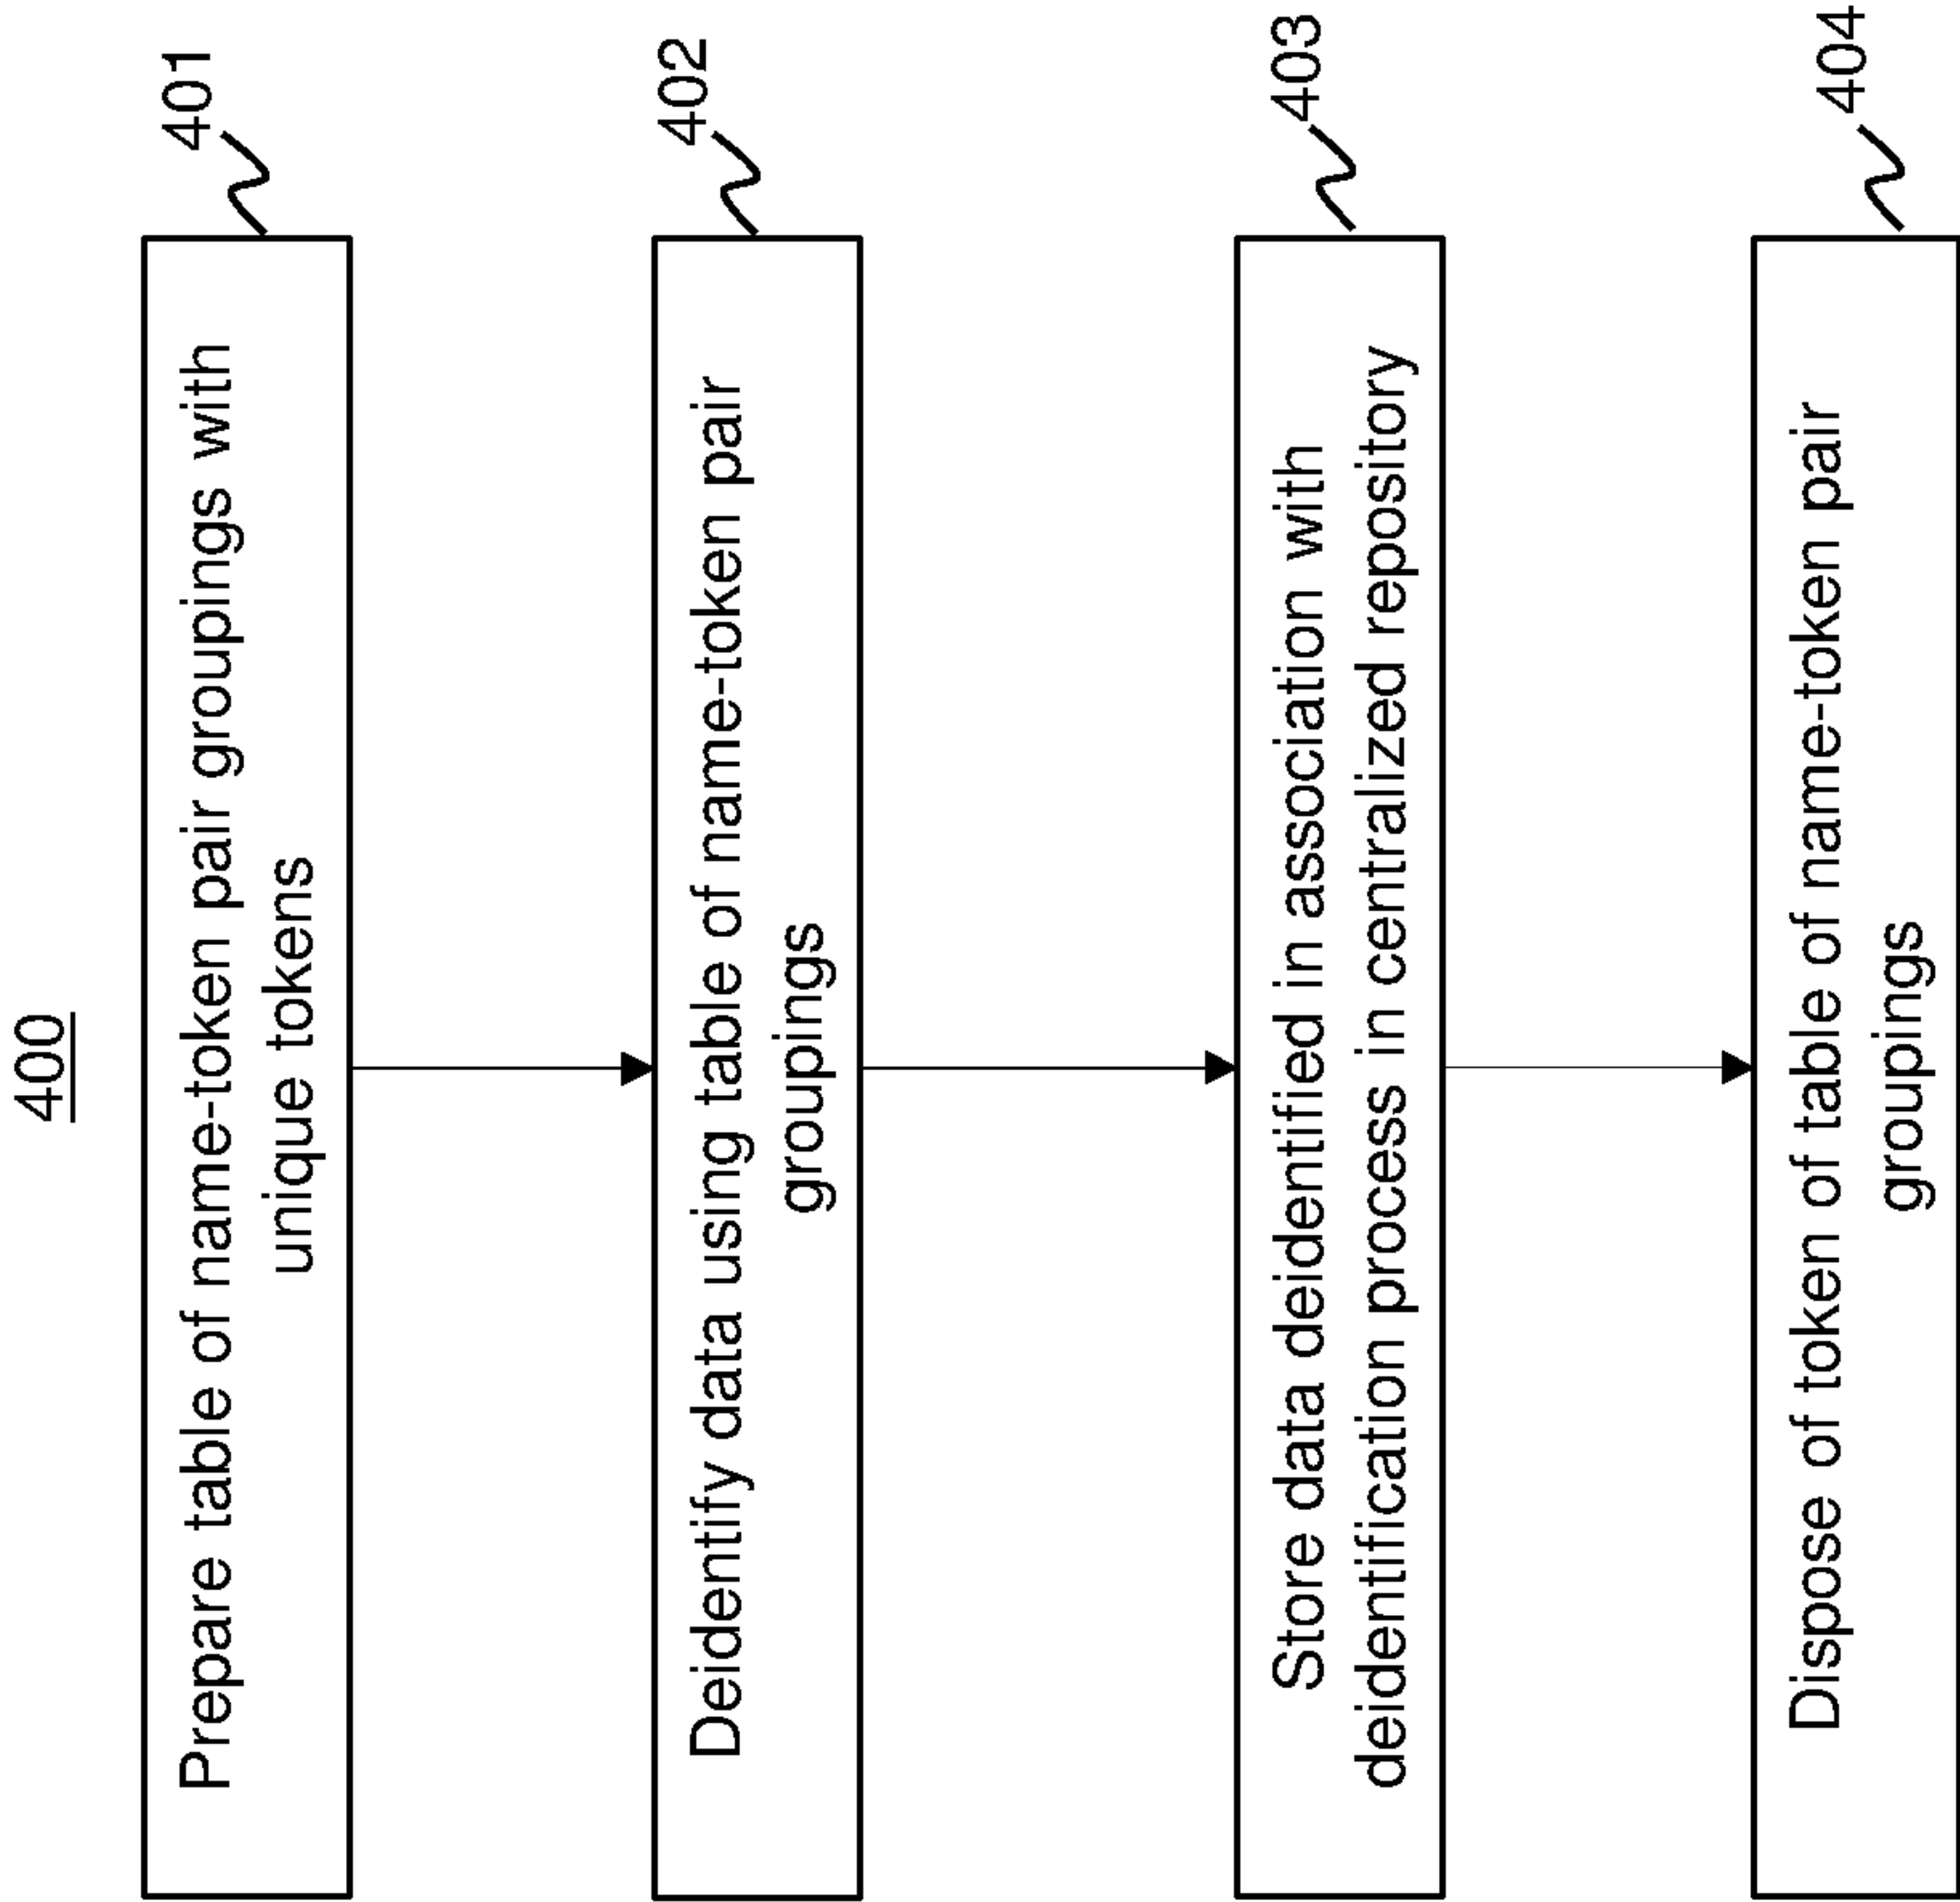 400
401
Prepare table of name-token pair groupings with
unique tokens
402
Deidentify data using table of name-token pair
groupings
403
Store data deidentified in association with
deidentification process in centralized repository
404
Dispose of token of table of name-token pair
groupings